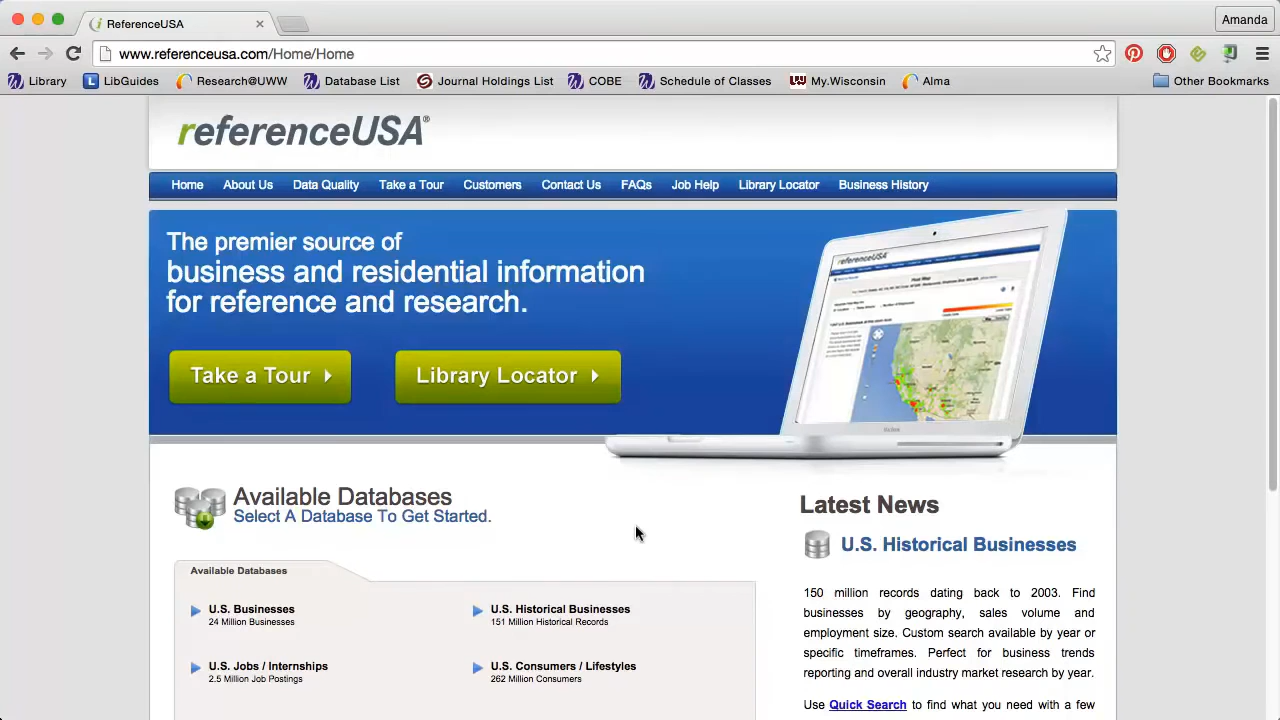 ReferenceUSA
Amanda
www.referenceusa.com/Home/Home
Library LibGuides Research@UWW Database List Journal Holdings List COBE Schedule of Classes My.Wisconsin Alma Other Bookmarks
referenceUSA®
Home About Us Data Quality Take a Tour Customers Contact Us FAQs Job Help Library Locator Business History
The premier source of
business and residential information
for reference and research.
Take a Tour
Library Locator
referenceUSA
Available Databases
Select A Database To Get Started.
Available Databases
U.S. Businesses
24 Million Businesses
U.S. Historical Businesses
151 Million Historical Records
U.S. Jobs / Internships
2.5 Million Job Postings
U.S. Consumers / Lifestyles
262 Million Consumers
Latest News
U.S. Historical Businesses
150 million records dating back to 2003. Find
businesses by geography, sales volume and
employment size. Custom search available by year or
specific timeframes. Perfect for business trends
reporting and overall industry market research by year.
Use Quick Search to find what you need with a few